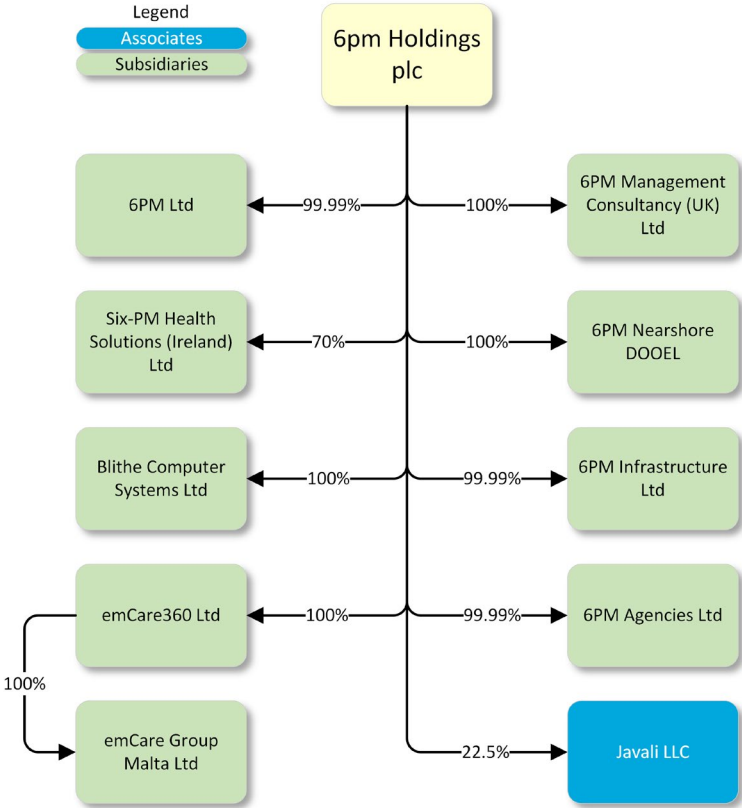 Legend
Associates
Subsidiaries
6pm Holdings
plc
6PM Ltd
99.99%
100%
6PM Management
Consultancy (UK)
Ltd
Six-PM Health
Solutions (Ireland)
Ltd
70%
100%
6PM Nearshore
DOOEL
Blithe Computer
Systems Ltd
100%
99.99%
6PM Infrastructure
Ltd
emCare360 Ltd
100%
99.99%
6PM Agencies Ltd
100%
emCare Group
Malta Ltd
22.5%
Javali LLC